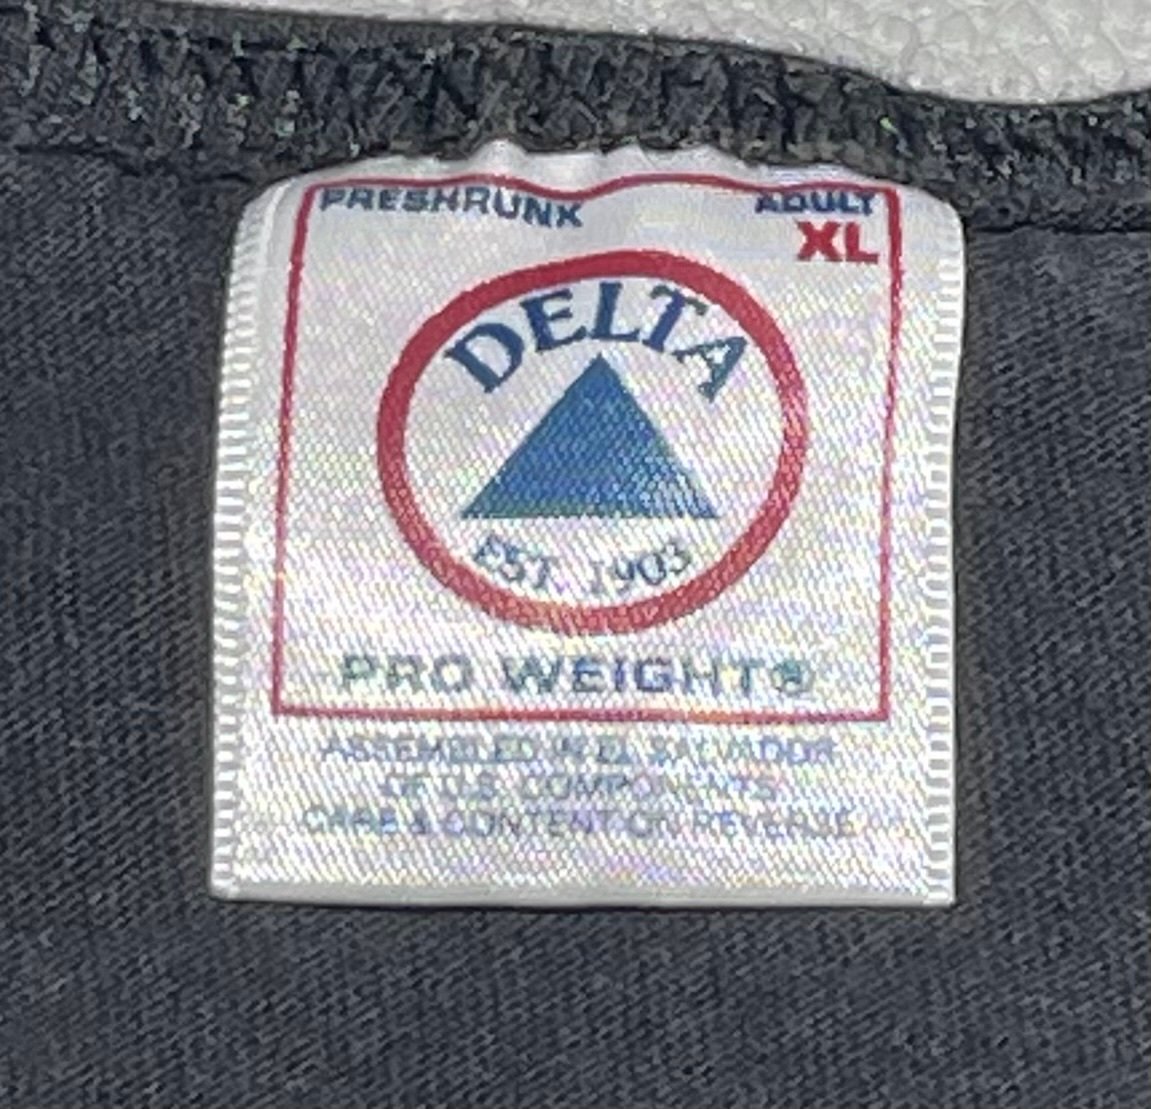 PRESHRUNK ADULT
XL
DELTA
EST. 1903
PRO WEIGHT®
ASSEMBLED IN EL SALVADOR
OF U.S. COMPONENTS
CARE & CONTENT ON REVERSE